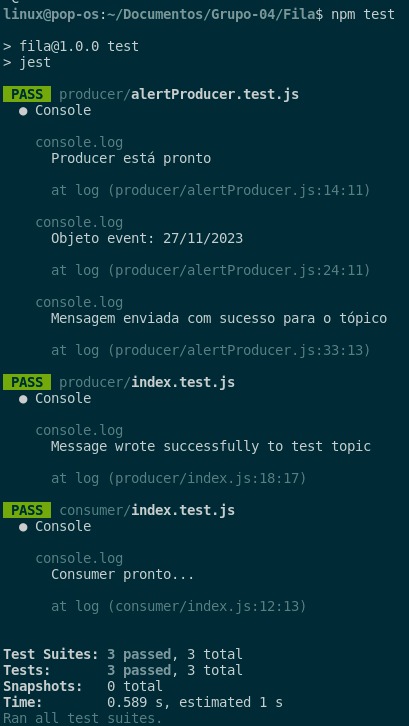 linux@pop-os:~/Documentos/Grupo-04/Fila$ npm test
> fila@1.0.0 test
> jest
PASS producer/alertProducer.test.js
● Console
console.log
Producer está pronto
at log (producer/alertProducer.js:14:11)
console.log
Objeto event: 27/11/2023
at log (producer/alertProducer.js:24:11)
console.log
Mensagem enviada com sucesso para o tópico
at log (producer/alertProducer.js:33:13)
PASS producer/index.test.js
● Console
console.log
Message wrote successfully to test topic
at log (producer/index.js:18:17)
PASS consumer/index.test.js
● Console
console.log
Consumer pronto...
at log (consumer/index.js:12:13)
Test Suites: 3 passed, 3 total
Tests: 3 passed, 3 total
Snapshots: 0 total
Time: 0.589 s, estimated 1 s
Ran all test suites.